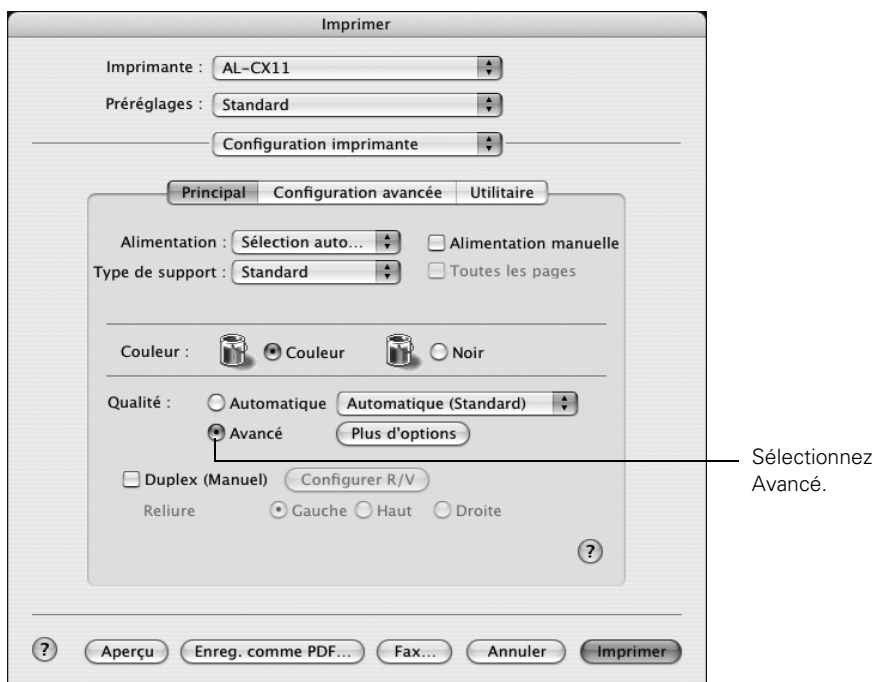 Imprimer
Imprimante : AL-CX11
Préréglages : Standard
Configuration imprimante
Principal Configuration avancée Utilitaire
Alimentation : Sélection auto... Alimentation manuelle
Type de support : Standard Toutes les pages
Couleur : Couleur Noir
Qualité : Automatique Automatique (Standard)
Avancé Plus d'options
Sélectionnez
Avancé.
Duplex (Manuel) Configurer R/V
Reliure Gauche Haut Droite
?
? Aperçu Enreg. comme PDF... Fax... Annuler Imprimer